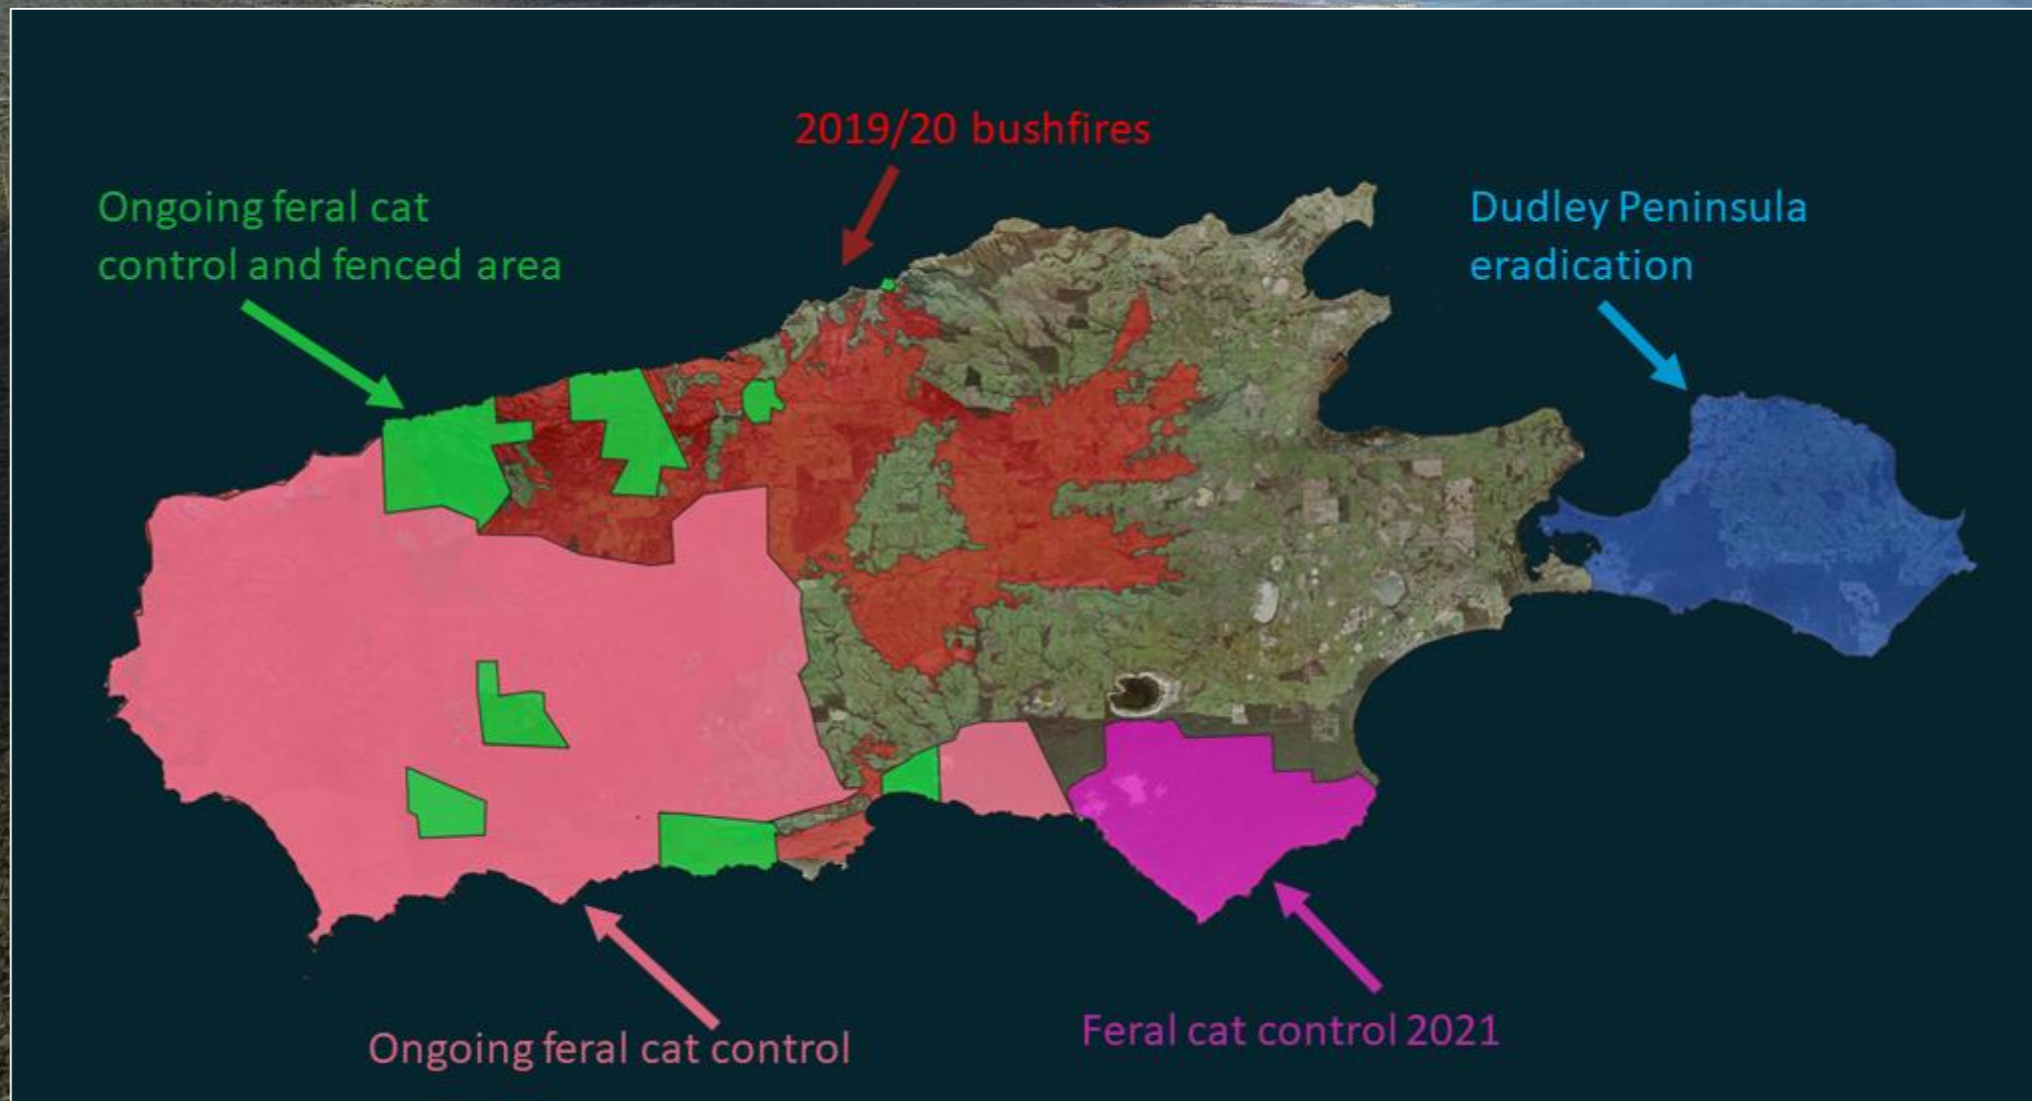 2019/20 bushfires
Ongoing feral cat
control and fenced area
Dudley Peninsula
eradication
Ongoing feral cat control
Feral cat control 2021